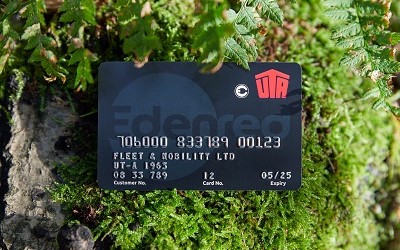 UTA
Edenred
706000 833789 00123
FLEET & MOBILITY LTD
UT-A 1963
08 33 789 12 05/25
Customer No. Card No. Expiry